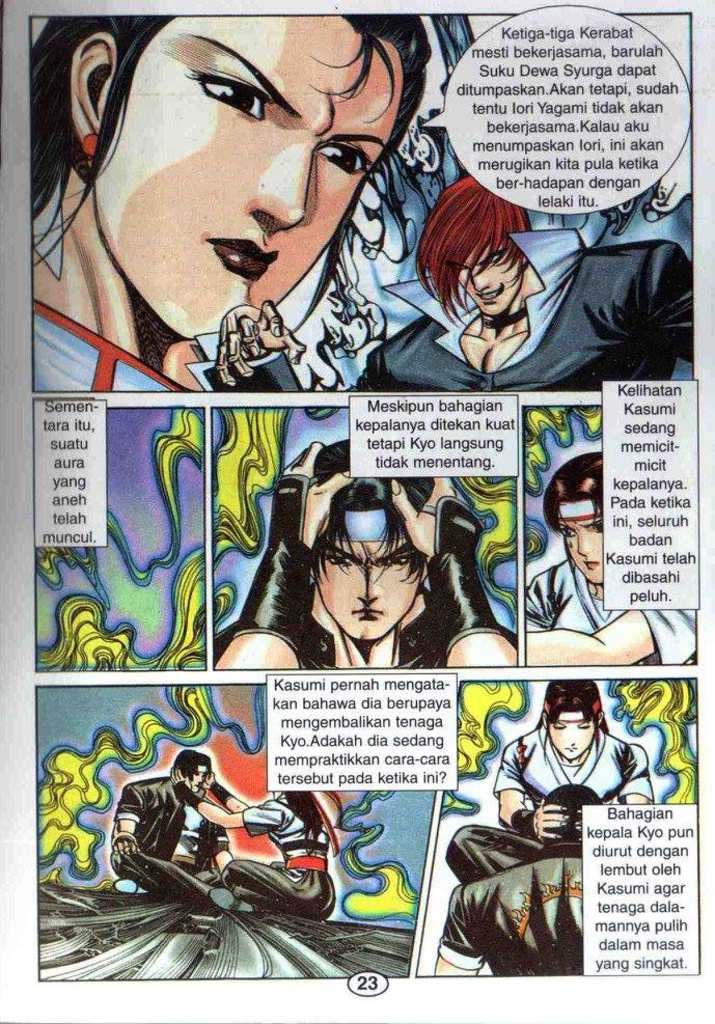 Ketiga-tiga Kerabat
mesti bekerjasama, barulah
Suku Dewa Syurga dapat
ditumpaskan.Akan tetapi, sudah
tentu Iori Yagami tidak akan
bekerjasama.Kalau aku
menumpaskan Iori, ini akan
merugikan kita pula ketika
ber-hadapan dengan
lelaki itu.
Semen-
tara itu,
suatu
aura
yang
aneh
telah
muncul.
Meskipun bahagian
kepalanya ditekan kuat
tetapi Kyo langsung
tidak menentang.
Kelihatan
Kasumi
sedang
memicit-
micit
kepalanya.
Pada ketika
ini, seluruh
badan
Kasumi telah
dibasahi
peluh.
Kasumi pernah mengata-
kan bahawa dia berupaya
mengembalikan tenaga
Kyo.Adakah dia sedang
mempraktikkan cara-cara
tersebut pada ketika ini?
Bahagian
kepala Kyo pun
diurut dengan
lembut oleh
Kasumi agar
tenaga dala-
mannya pulih
dalam masa
yang singkat.
23